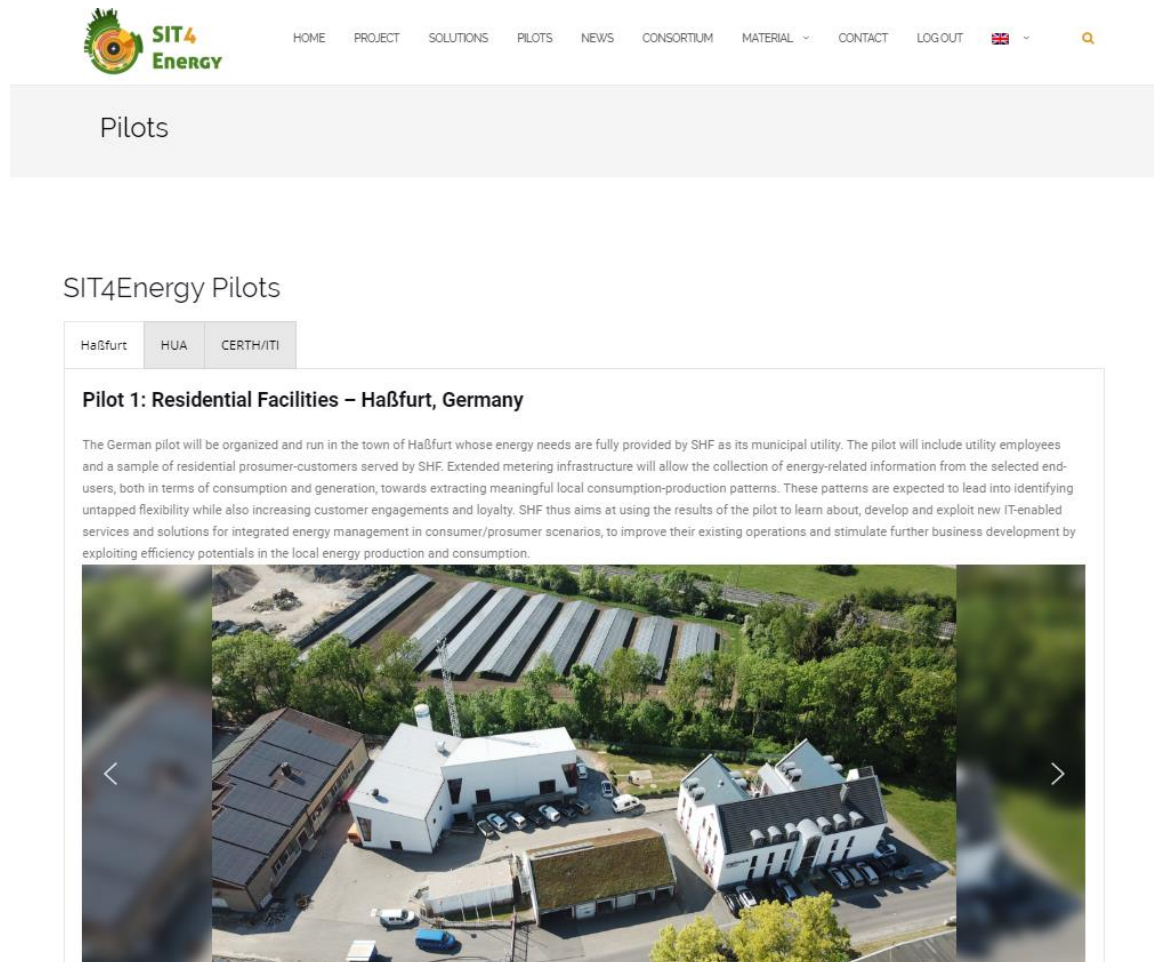 SIT4
Energy
HOME PROJECT SOLUTIONS PILOTS NEWS CONSORTIUM MATERIAL CONTACT LOG OUT
Pilots
SIT4Energy Pilots
Haßfurt HUA CERTH/ITI
Pilot 1: Residential Facilities – Haßfurt, Germany
The German pilot will be organized and run in the town of Haßfurt whose energy needs are fully provided by SHF as its municipal utility. The pilot will include utility employees
and a sample of residential prosumer-customers served by SHF. Extended metering infrastructure will allow the collection of energy-related information from the selected end-
users, both in terms of consumption and generation, towards extracting meaningful local consumption-production patterns. These patterns are expected to lead into identifying
untapped flexibility while also increasing customer engagements and loyalty. SHF thus aims at using the results of the pilot to learn about, develop and exploit new IT-enabled
services and solutions for integrated energy management in consumer/prosumer scenarios, to improve their existing operations and stimulate further business development by
exploiting efficiency potentials in the local energy production and consumption.